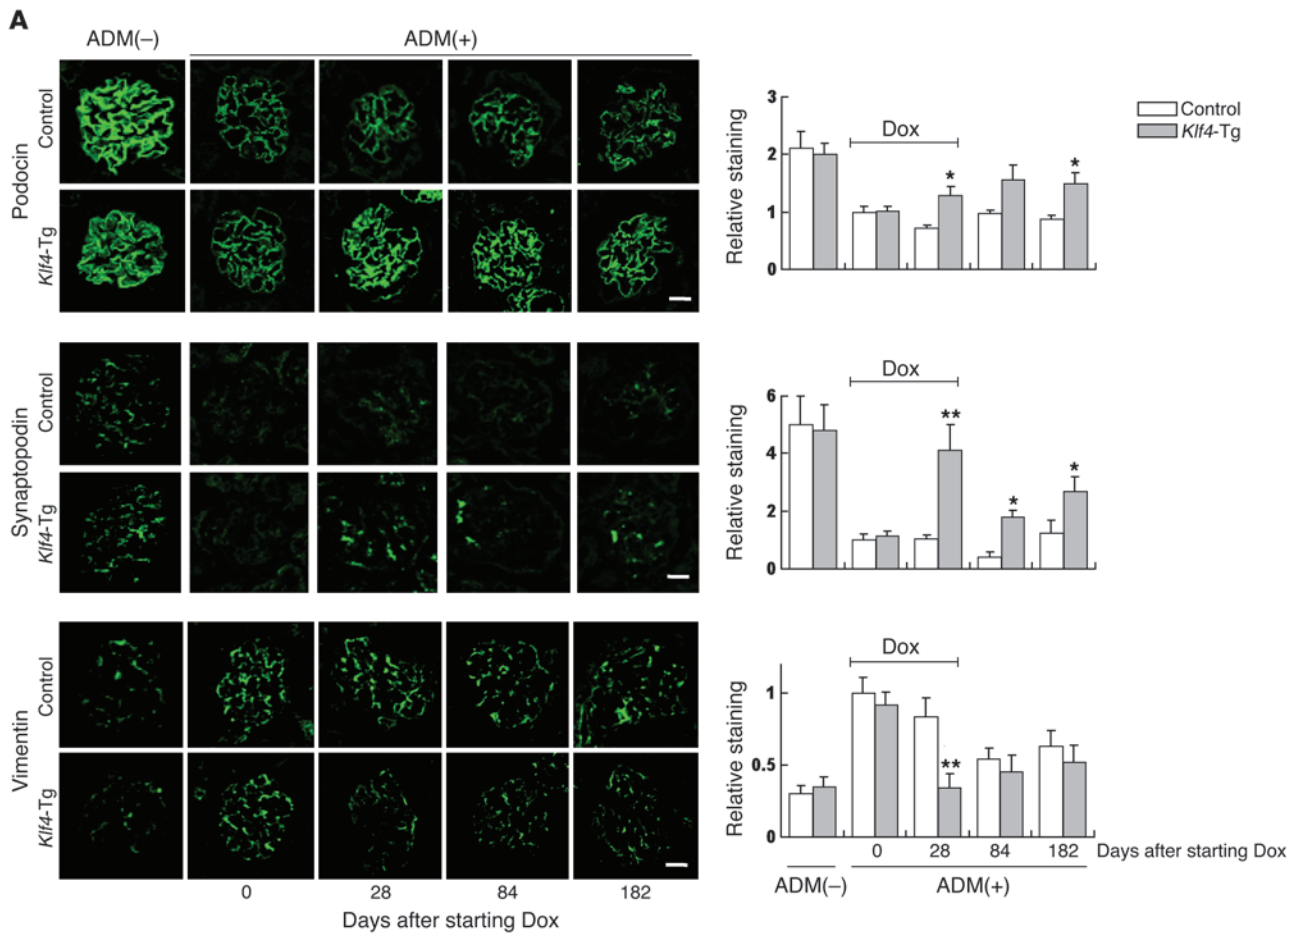 A
ADM(–)
ADM(+)
Podocin
Control
Klf4-Tg
Synaptopodin
Control
Klf4-Tg
Vimentin
Control
Klf4-Tg
0 28 84 182
Days after starting Dox
Control
Klf4-Tg
Relative staining
3
2
1
0
Dox
*
*
Relative staining
6
4
2
0
Dox
**
*
*
Relative staining
1
0.5
0
Dox
**
0 28 84 182 Days after starting Dox
ADM(–) ADM(+)